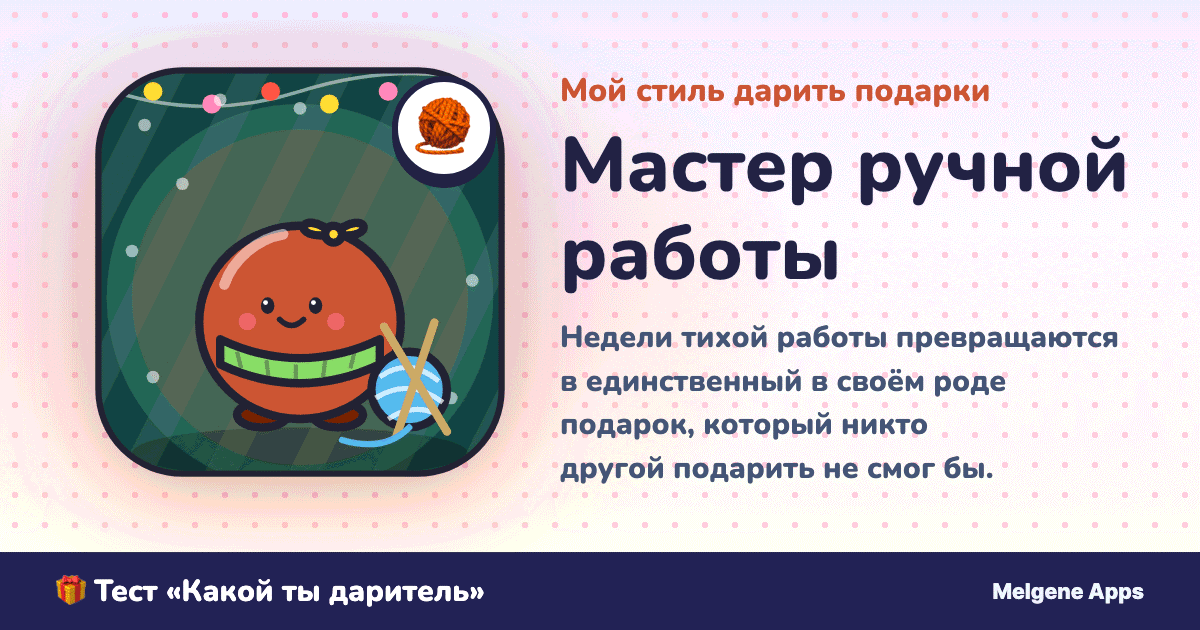 Мой стиль дарить подарки
Мастер ручной
работы
Недели тихой работы превращаются
в единственный в своём роде
подарок, который никто
другой подарить не смог бы.
Тест «Какой ты даритель»
Melgene Apps